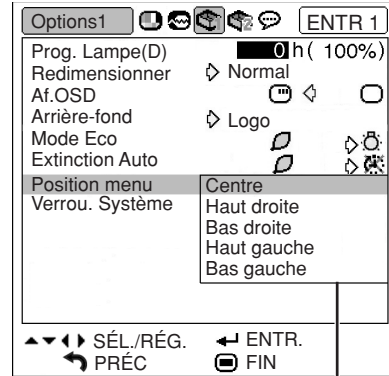 Options1 ENTR 1
Prog. Lampe(D) 0 h ( 100%)
Redimensionner Normal
Af.OSD
Arrière-fond Logo
Mode Eco
Extinction Auto
Position menu Centre
Verrou. Système Haut droite
Bas droite
Haut gauche
Bas gauche
SÉL./RÉG. ENTR.
PRÉC FIN